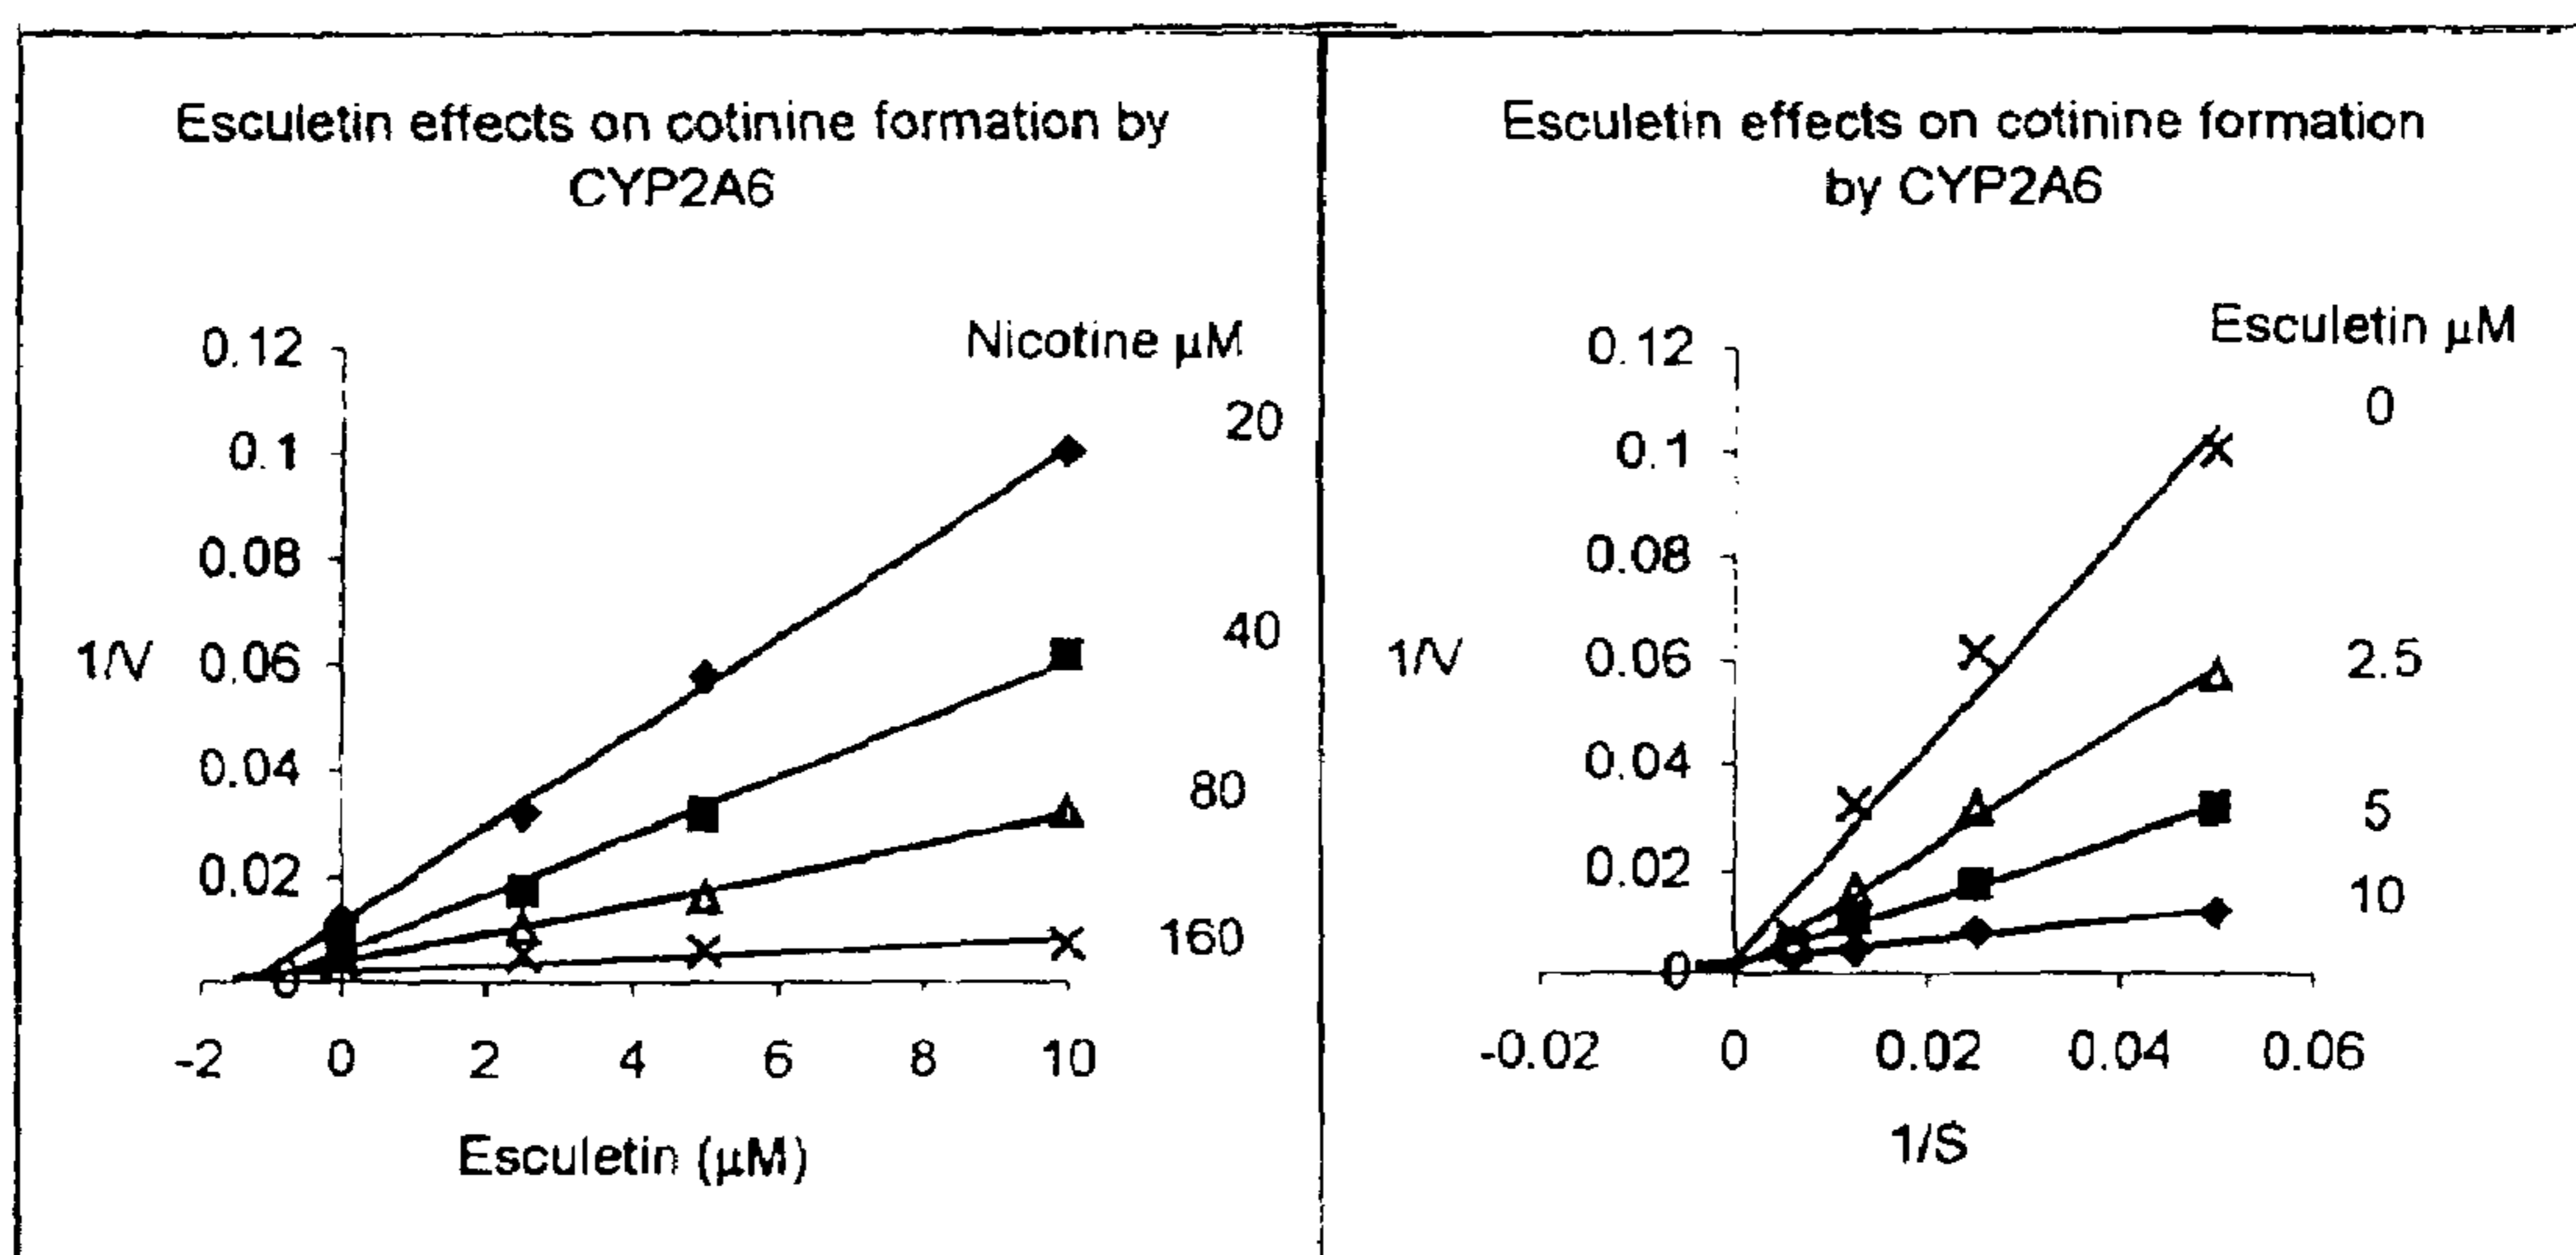 Esculetin effects on cotinine formation by
CYP2A6
Nicotine μM
0.12
0.1
0.08
0.06
0.04
0.02
0
1/V
20
40
80
160
-2 0 2 4 6 8 10
Esculetin (μM)
Esculetin effects on cotinine formation
by CYP2A6
Esculetin μM
0.12
0.1
0.08
0.06
0.04
0.02
0
1/V
0
2.5
5
10
-0.02 0 0.02 0.04 0.06
1/S